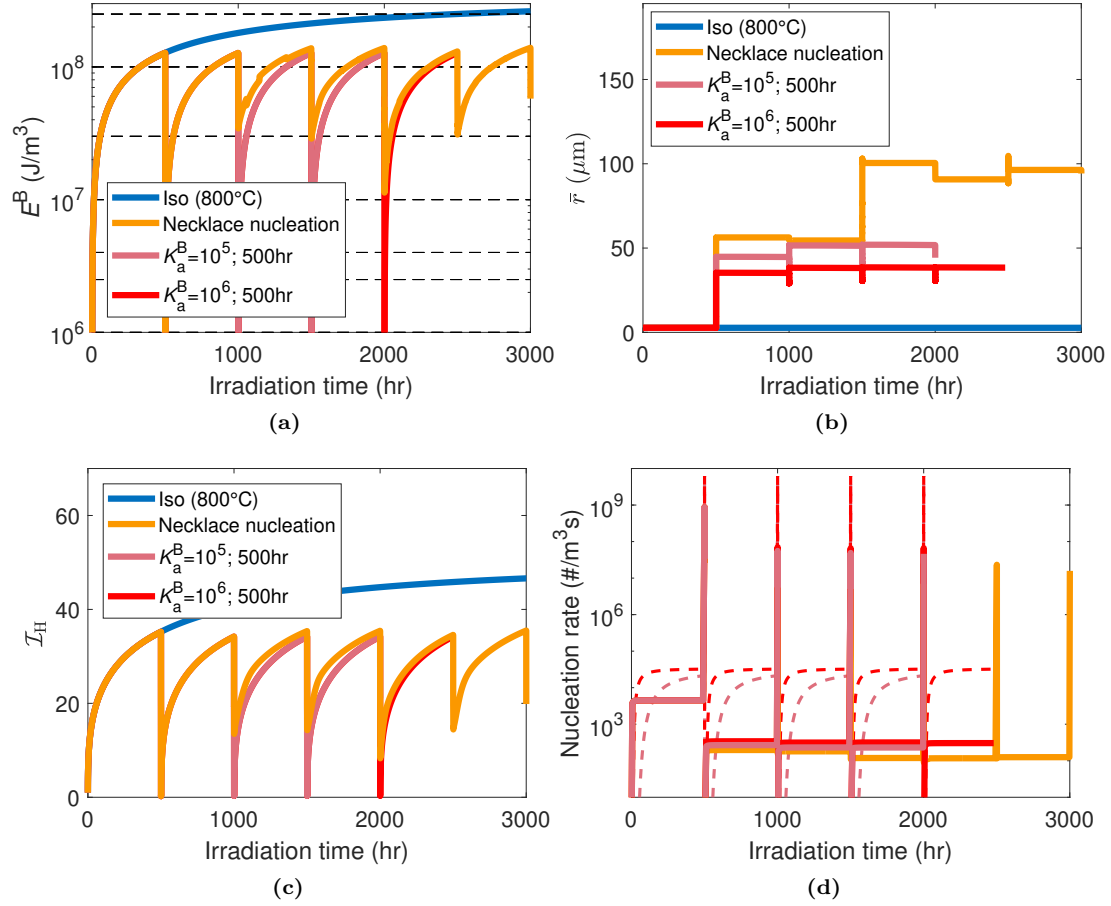 10^8
10^7
10^6
E^B (J/m^3)
Iso (800°C)
Necklace nucleation
K_a^B=10^5; 500hr
K_a^B=10^6; 500hr
0 1000 2000 3000
Irradiation time (hr)
(a)
150
100
50
0
r̄ (μm)
Iso (800°C)
Necklace nucleation
K_a^B=10^5; 500hr
K_a^B=10^6; 500hr
0 1000 2000 3000
Irradiation time (hr)
(b)
60
40
20
0
I_H
Iso (800°C)
Necklace nucleation
K_a^B=10^5; 500hr
K_a^B=10^6; 500hr
0 1000 2000 3000
Irradiation time (hr)
(c)
10^9
10^6
10^3
Nucleation rate (#/m^3s)
0 1000 2000 3000
Irradiation time (hr)
(d)